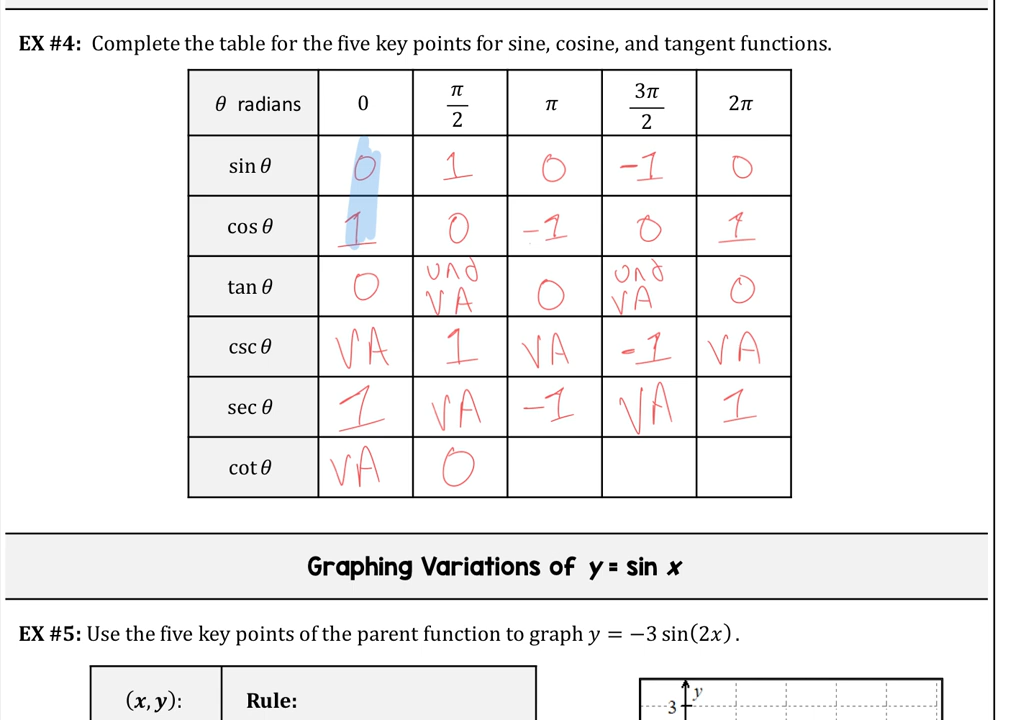 EX #4: Complete the table for the five key points for sine, cosine, and tangent functions.
θ radians 0 π/2 π 3π/2 2π
sin θ 0 1 0 -1 0
cos θ 1 0 -1 0 1
tan θ 0 und VA 0 und VA 0
csc θ VA 1 VA -1 VA
sec θ 1 VA -1 VA 1
cot θ VA 0
Graphing Variations of y = sin x
EX #5: Use the five key points of the parent function to graph y = −3 sin(2x).
(x, y): Rule:
y
3